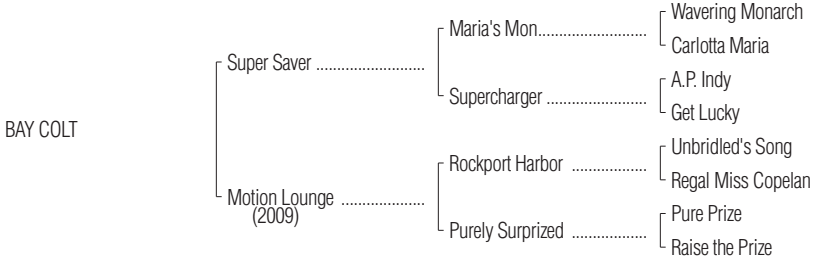 Wavering Monarch
Maria's Mon..........................
Carlotta Maria
Super Saver ..........................
A.P. Indy
Supercharger ........................
Get Lucky
BAY COLT
Unbridled's Song
Rockport Harbor ..................
Regal Miss Copelan
Motion Lounge ....................
(2009)
Pure Prize
Purely Surprized ..................
Raise the Prize